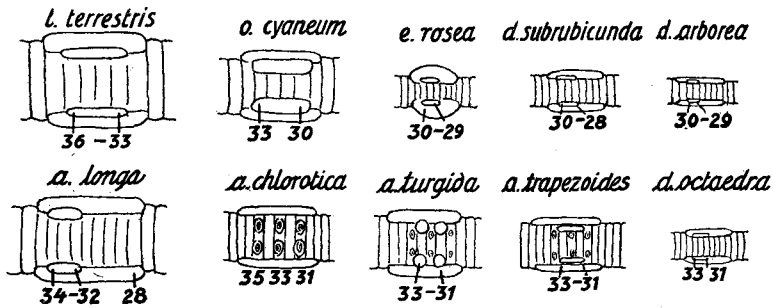 l. terrestris o. cyaneum e. rosea d. subrubicunda d. arborea
36 – 33 33 30 30 – 29 30 – 28 30 – 29
a. longa a. chlorotica a. turgida a. trapezoides d. octaedra
34 – 32 28 35 33 31 33 – 31 33 – 31 33 31